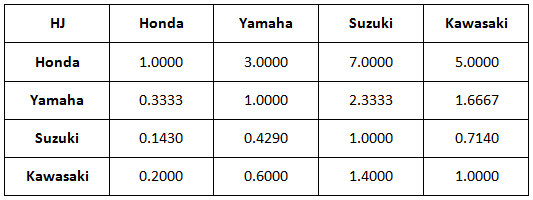 HJ Honda Yamaha Suzuki Kawasaki
Honda 1.0000 3.0000 7.0000 5.0000
Yamaha 0.3333 1.0000 2.3333 1.6667
Suzuki 0.1430 0.4290 1.0000 0.7140
Kawasaki 0.2000 0.6000 1.4000 1.0000